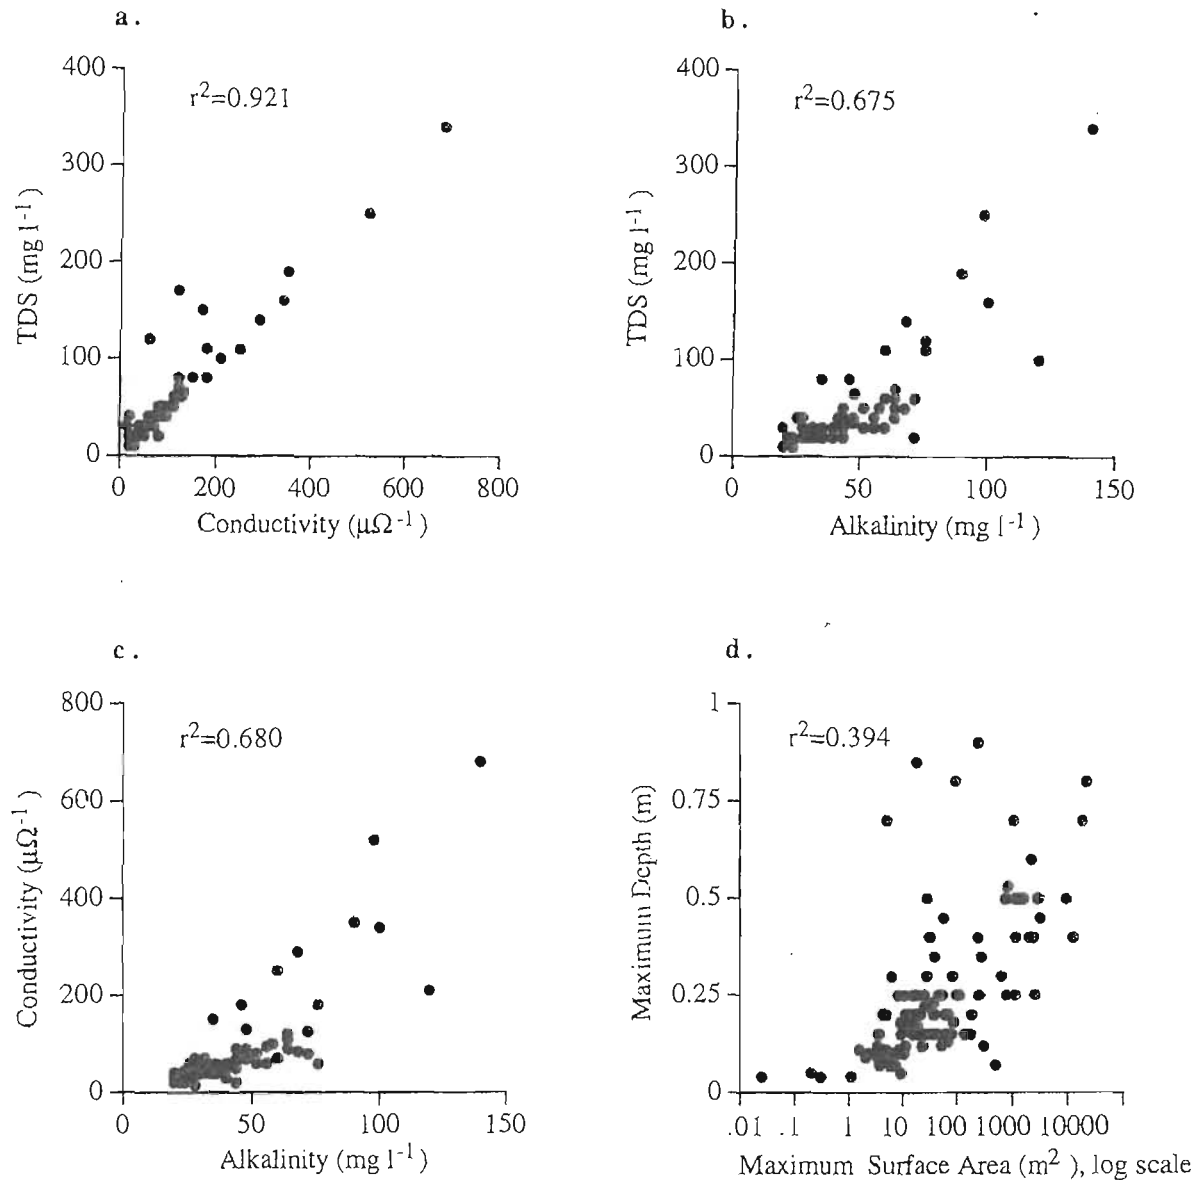 a.
400
300
200
100
0
r²=0.921
TDS (mg l⁻¹)
0 200 400 600 800
Conductivity (µΩ⁻¹)
b.
400
300
200
100
0
r²=0.675
TDS (mg l⁻¹)
0 50 100 150
Alkalinity (mg l⁻¹)
c.
800
600
400
200
0
r²=0.680
Conductivity (µΩ⁻¹)
0 50 100 150
Alkalinity (mg l⁻¹)
d.
1
0.75
0.5
0.25
0
r²=0.394
Maximum Depth (m)
.01 .1 1 10 100 1000 10000
Maximum Surface Area (m²), log scale